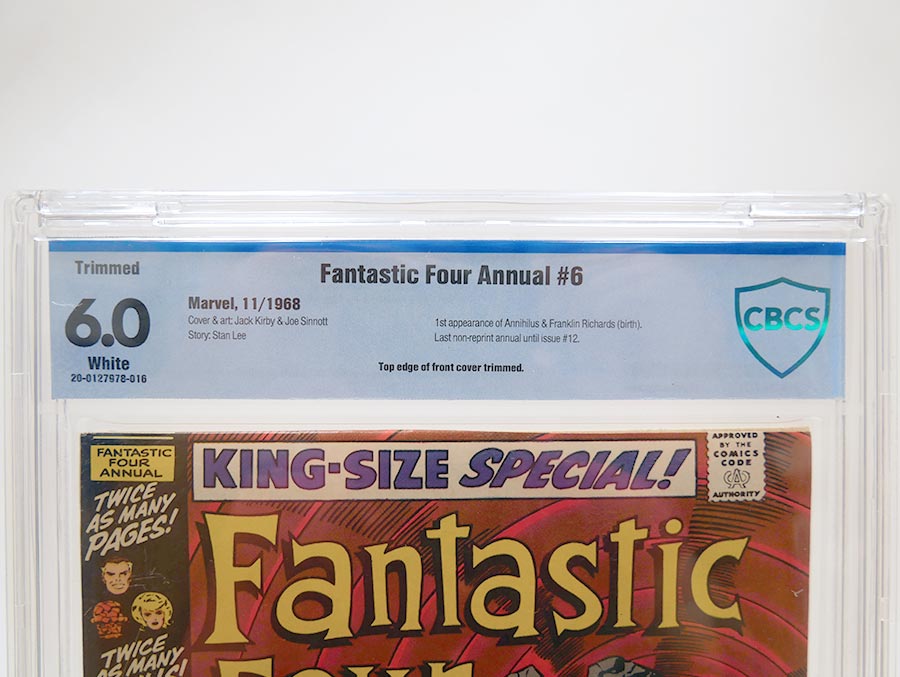 Trimmed
6.0
White
20-0127978-016
Fantastic Four Annual #6
Marvel, 11/1968
Cover & art: Jack Kirby & Joe Sinnott
Story: Stan Lee
1st appearance of Annihilus & Franklin Richards (birth).
Last non-reprint annual until issue #12.
Top edge of front cover trimmed.
CBCS
FANTASTIC
FOUR
ANNUAL
TWICE
AS MANY
PAGES!
TWICE
AS MANY
KING-SIZE SPECIAL!
APPROVED
BY THE
COMICS
CODE
CA
AUTHORITY
Fantastic
Four